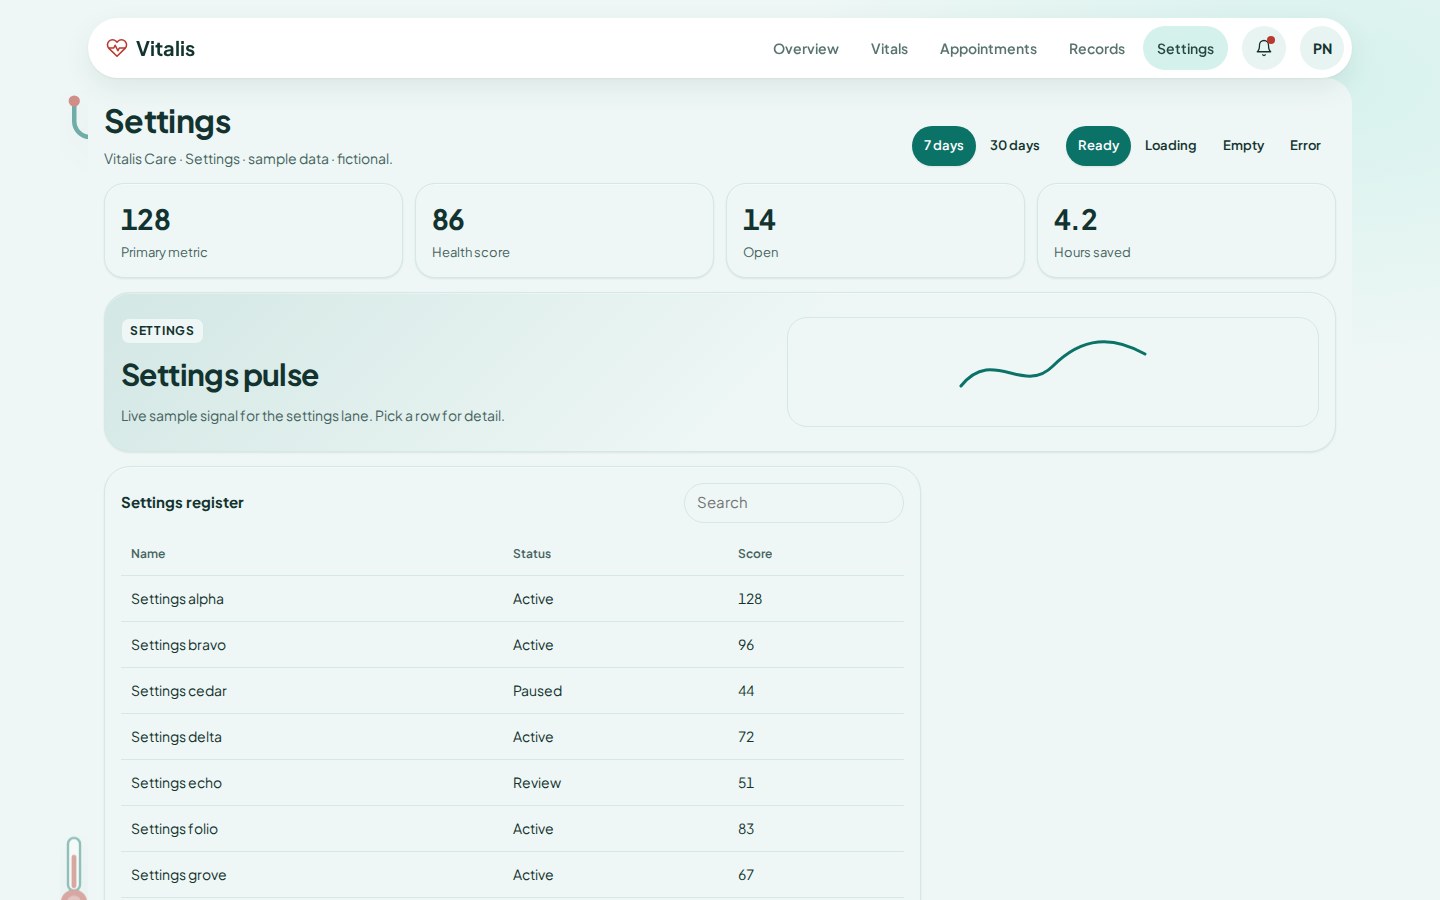 Vitalis
Overview
Vitals
Appointments
Records
Settings
PN
Settings
Vitalis Care · Settings · sample data · fictional.
7 days
30 days
Ready
Loading
Empty
Error
128
Primary metric
86
Health score
14
Open
4.2
Hours saved
SETTINGS
Settings pulse
Live sample signal for the settings lane. Pick a row for detail.
Settings register
Search
Name Status Score
Settings alpha Active 128
Settings bravo Active 96
Settings cedar Paused 44
Settings delta Active 72
Settings echo Review 51
Settings folio Active 83
Settings grove Active 67